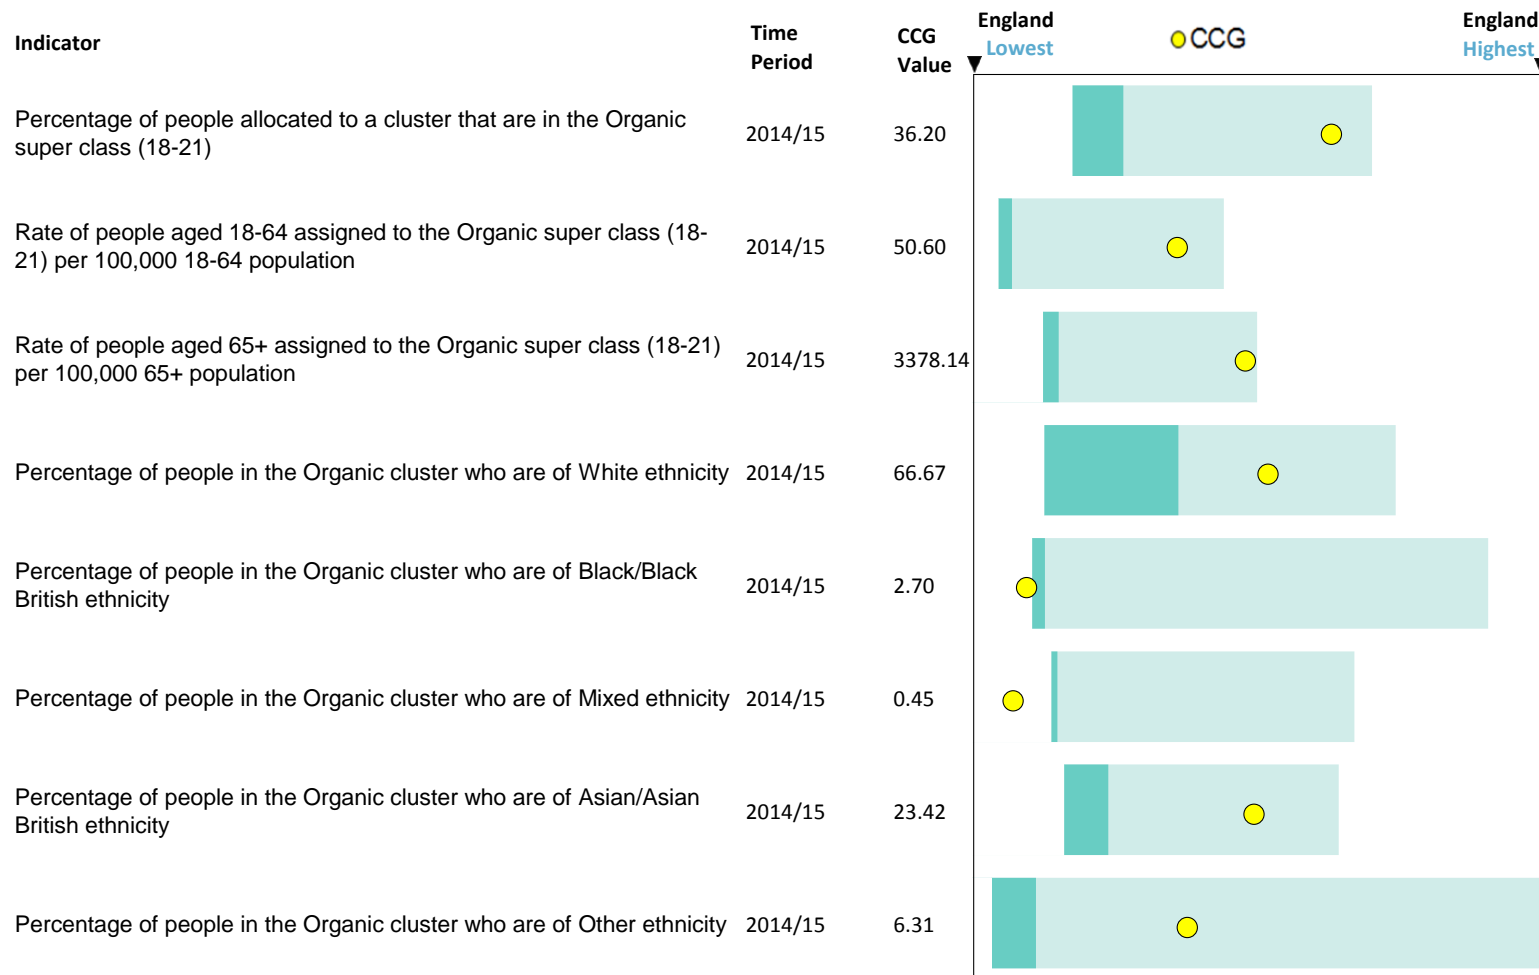 Indicator
Time
Period
CCG
Value
England
Lowest
CCG
England
Highest
Percentage of people allocated to a cluster that are in the Organic
super class (18-21)
2014/15
36.20
Rate of people aged 18-64 assigned to the Organic super class (18-
21) per 100,000 18-64 population
2014/15
50.60
Rate of people aged 65+ assigned to the Organic super class (18-21)
per 100,000 65+ population
2014/15
3378.14
Percentage of people in the Organic cluster who are of White ethnicity
2014/15
66.67
Percentage of people in the Organic cluster who are of Black/Black
British ethnicity
2014/15
2.70
Percentage of people in the Organic cluster who are of Mixed ethnicity
2014/15
0.45
Percentage of people in the Organic cluster who are of Asian/Asian
British ethnicity
2014/15
23.42
Percentage of people in the Organic cluster who are of Other ethnicity
2014/15
6.31